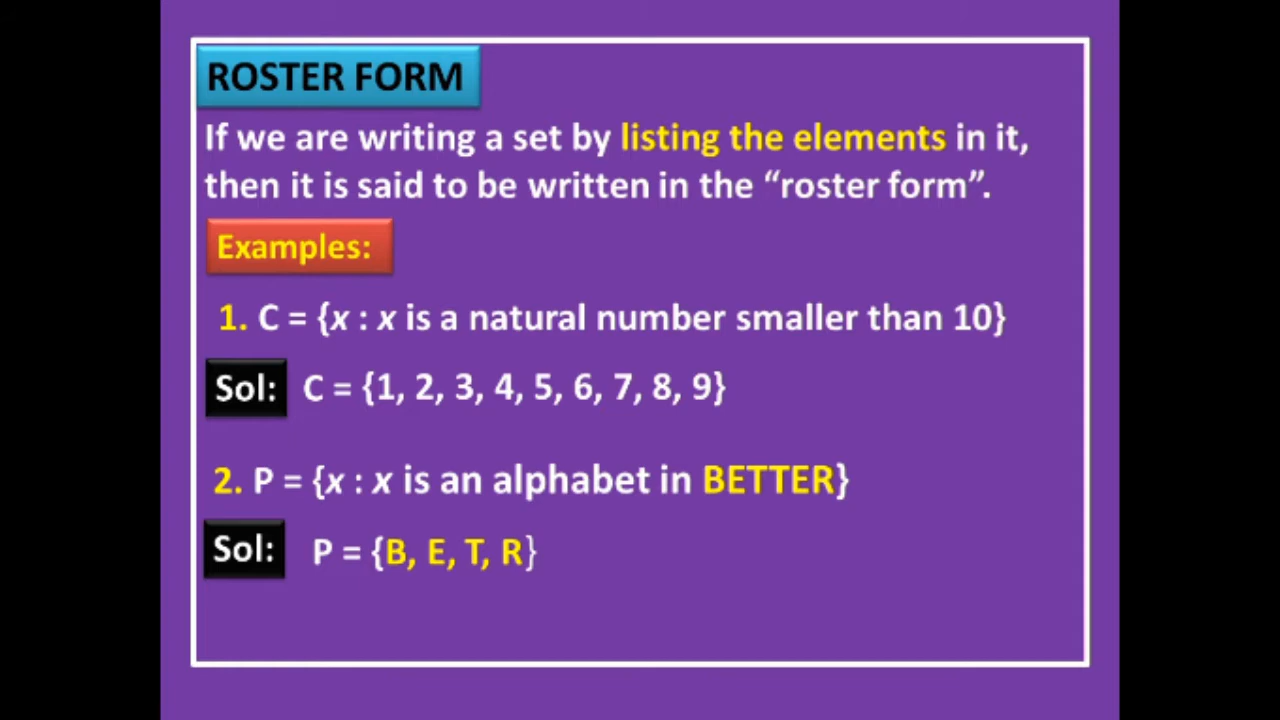 ROSTER FORM
If we are writing a set by listing the elements in it,
then it is said to be written in the “roster form”.
Examples:
1. C = {x : x is a natural number smaller than 10}
Sol: C = {1, 2, 3, 4, 5, 6, 7, 8, 9}
2. P = {x : x is an alphabet in BETTER}
Sol: P = {B, E, T, R}